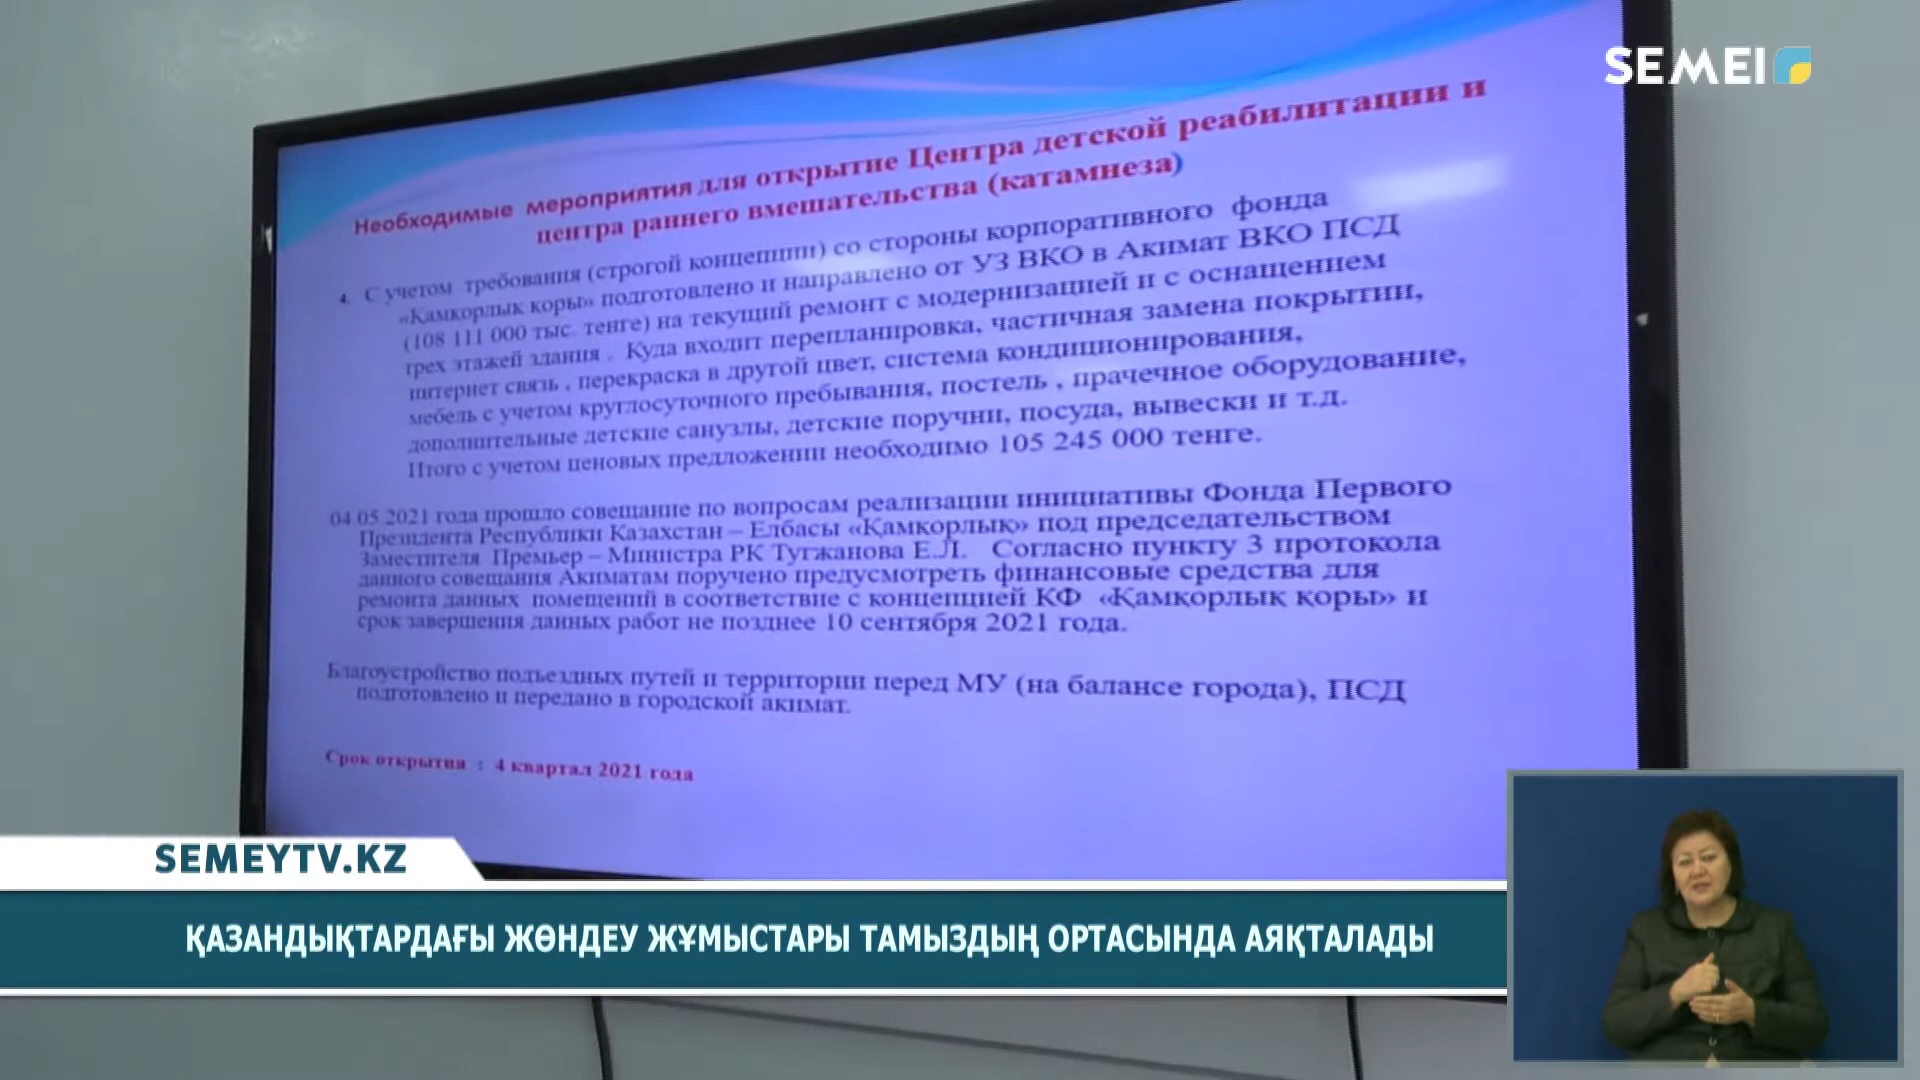 SEMEI
Необходимые мероприятия для открытие Центра детской реабилитации и
центра раннего вмешательства (катамнеза)
4. С учетом требования (строгой концепции) со стороны корпоративного фонда
«Қамқорлық қоры» подготовлено и направлено от УЗ ВКО в Акимат ВКО ПСД
(108 111 000 тыс. тенге) на текущий ремонт с модернизацией и с оснащением
трех этажей здания . Куда входит перепланировка, частичная замена покрытии,
интернет связь , перекраска в другой цвет, система кондиционирования,
мебель с учетом круглосуточного пребывания, постель , прачечное оборудование,
дополнительные детские санузлы, детские поручни, посуда, вывески и т.д.
Итого с учетом ценовых предложении необходимо 105 245 000 тенге.
04.05.2021 года прошло совещание по вопросам реализации инициативы Фонда Первого
Президента Республики Казахстан – Елбасы «Қамқорлық» под председательством
Заместителя Премьер – Министра РК Тугжанова Е.Л. Согласно пункту 3 протокола
данного совещания Акиматам поручено предусмотреть финансовые средства для
ремонта данных помещений в соответствие с концепцией КФ «Қамқорлық қоры» и
срок завершения данных работ не позднее 10 сентября 2021 года.
Благоустройство подъездных путей и территории перед МУ (на балансе города), ПСД
подготовлено и передано в городской акимат.
Срок открытия : 4 квартал 2021 года
SEMEYTV.KZ
ҚАЗАНДЫҚТАРДАҒЫ ЖӨНДЕУ ЖҰМЫСТАРЫ ТАМЫЗДЫҢ ОРТАСЫНДА АЯҚТАЛАДЫ